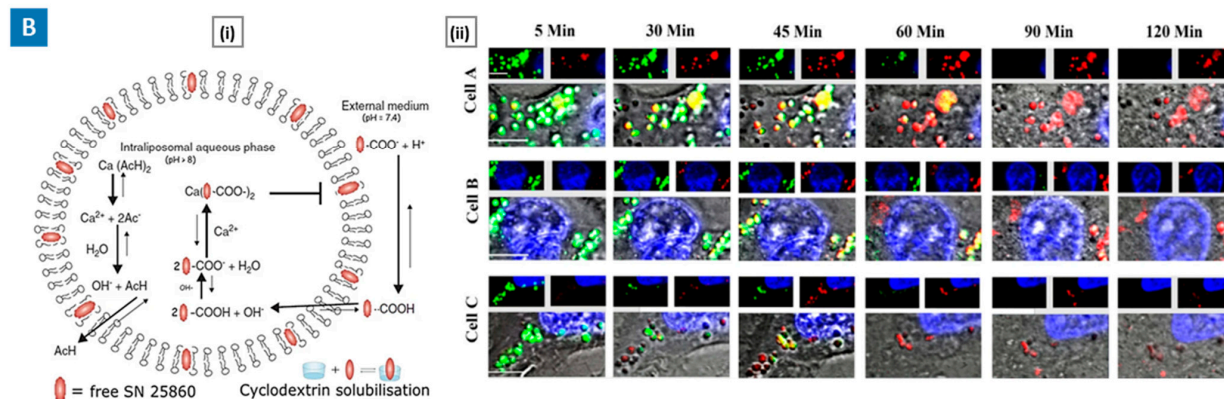 B
(i)
External medium
(pH = 7.4)
-COO⁻ + H⁺
Intraliposomal aqueous phase
(pH > 8)
Ca (AcH)₂
Ca( -COO-)₂
Ca²⁺ + 2Ac⁻
Ca²⁺
H₂O
2 -COO⁻ + H₂O
OH-
OH⁻ + AcH
2 -COOH + OH⁻
-COOH
AcH
+ =
= free SN 25860
Cyclodextrin solubilisation
(ii)
5 Min 30 Min 45 Min 60 Min 90 Min 120 Min
Cell A
Cell B
Cell C